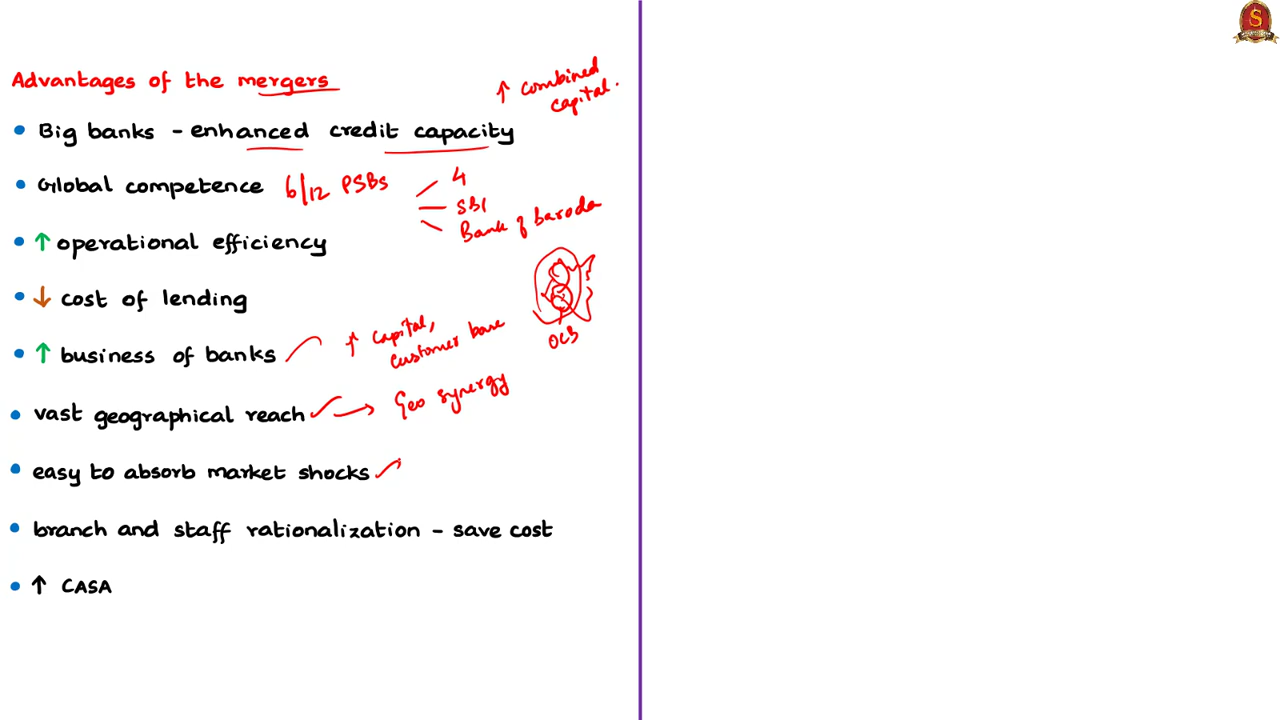 Advantages of the mergers
↑ combined
capital.
• Big banks - enhanced credit capacity
• Global competence 6/12 PSBs
4
SBI
Bank of baroda
• ↑ operational efficiency
• ↓ cost of lending
OCB
• ↑ business of banks
↑ capital,
customer base
• vast geographical reach → Geo synergy
• easy to absorb market shocks
• branch and staff rationalization - save cost
• ↑ CASA
S